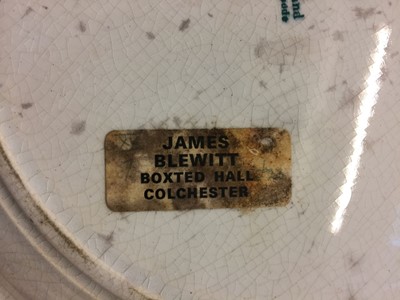 JAMES
BLEWITT
BOXTED HALL
COLCHESTER